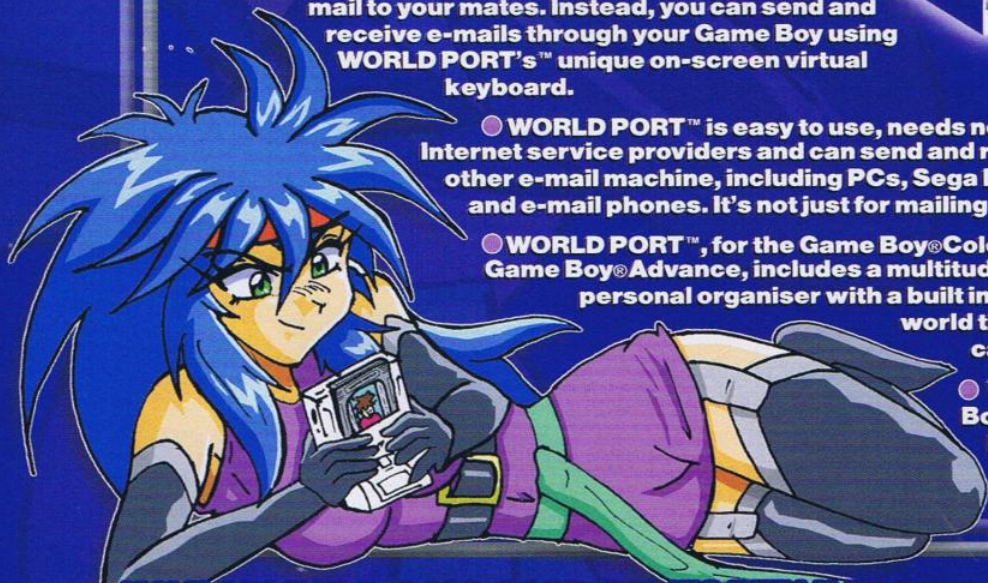 mail to your mates. Instead, you can send and
receive e-mails through your Game Boy using
WORLD PORT's™ unique on-screen virtual
keyboard.
WORLD PORT™ is easy to use, needs
Internet service providers and can send and
other e-mail machine, including PCs, Sega
and e-mail phones. It's not just for mailing
WORLD PORT™, for the Game Boy®
Game Boy® Advance, includes a
personal organiser with a built in
world